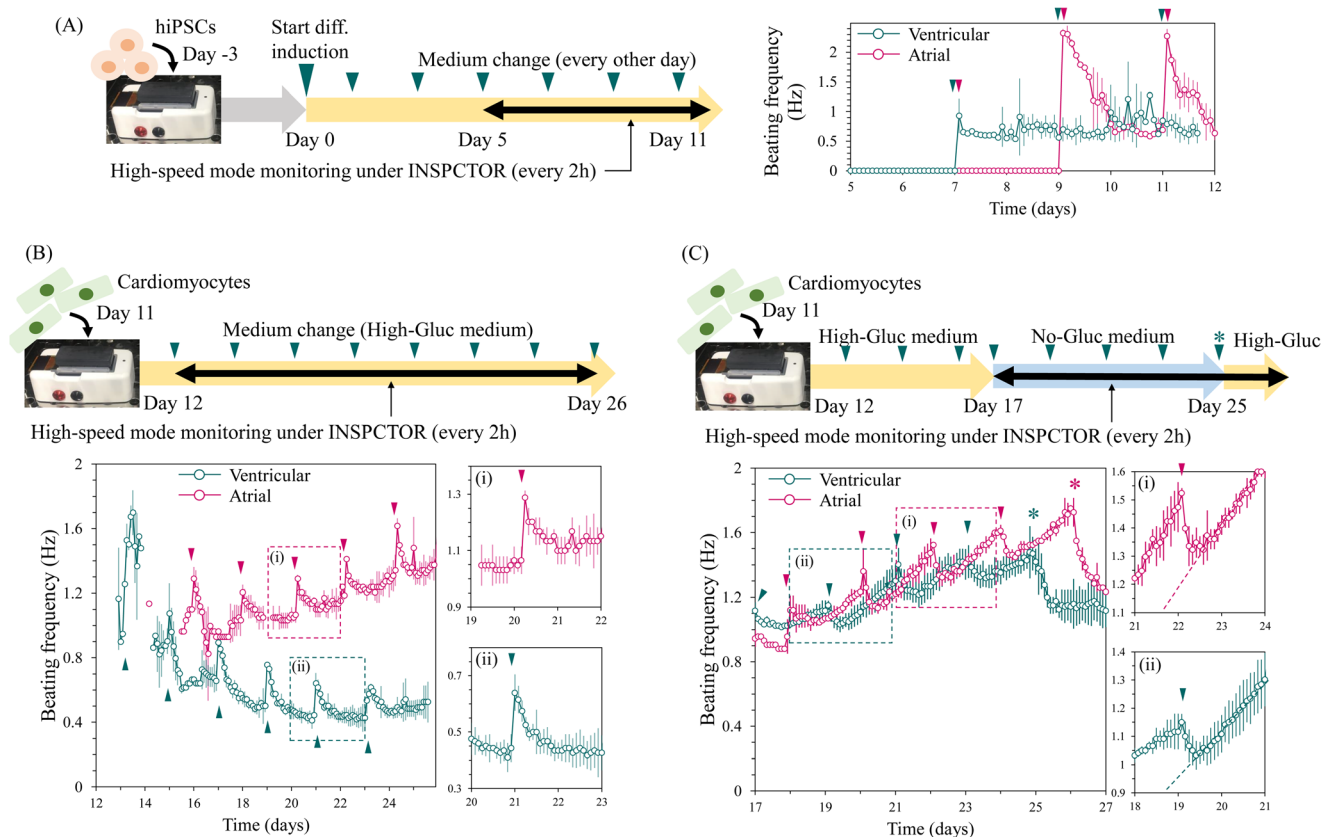 (A)
hiPSCs
Day -3
Start diff.
induction
Medium change (every other day)
Day 0
Day 5
Day 11
High-speed mode monitoring under INSPCTOR (every 2h)
Ventricular
Atrial
Beating frequency
(Hz)
2
1.5
1
0.5
0
5
6
7
8
9
10
11
12
Time (days)
(B)
Cardiomyocytes
Day 11
Medium change (High-Gluc medium)
Day 12
Day 26
High-speed mode monitoring under INSPCTOR (every 2h)
Ventricular
Atrial
Beating frequency (Hz)
2
1.6
1.2
0.8
0.4
0
(i)
(ii)
12
14
16
18
20
22
24
Time (days)
(i)
1.3
1.1
0.9
19
20
21
22
(ii)
0.7
0.5
0.3
20
21
22
23
(C)
Cardiomyocytes
Day 11
High-Gluc medium
No-Gluc medium
*
High-Gluc
Day 12
Day 17
Day 25
High-speed mode monitoring under INSPCTOR (every 2h)
Ventricular
Atrial
*
*
Beating frequency (Hz)
2
1.6
1.2
0.8
0.4
0
(i)
(ii)
17
19
21
23
25
27
Time (days)
(i)
1.6
1.5
1.4
1.3
1.2
1.1
21
22
23
24
(ii)
1.4
1.3
1.2
1.1
1
0.9
18
19
20
21